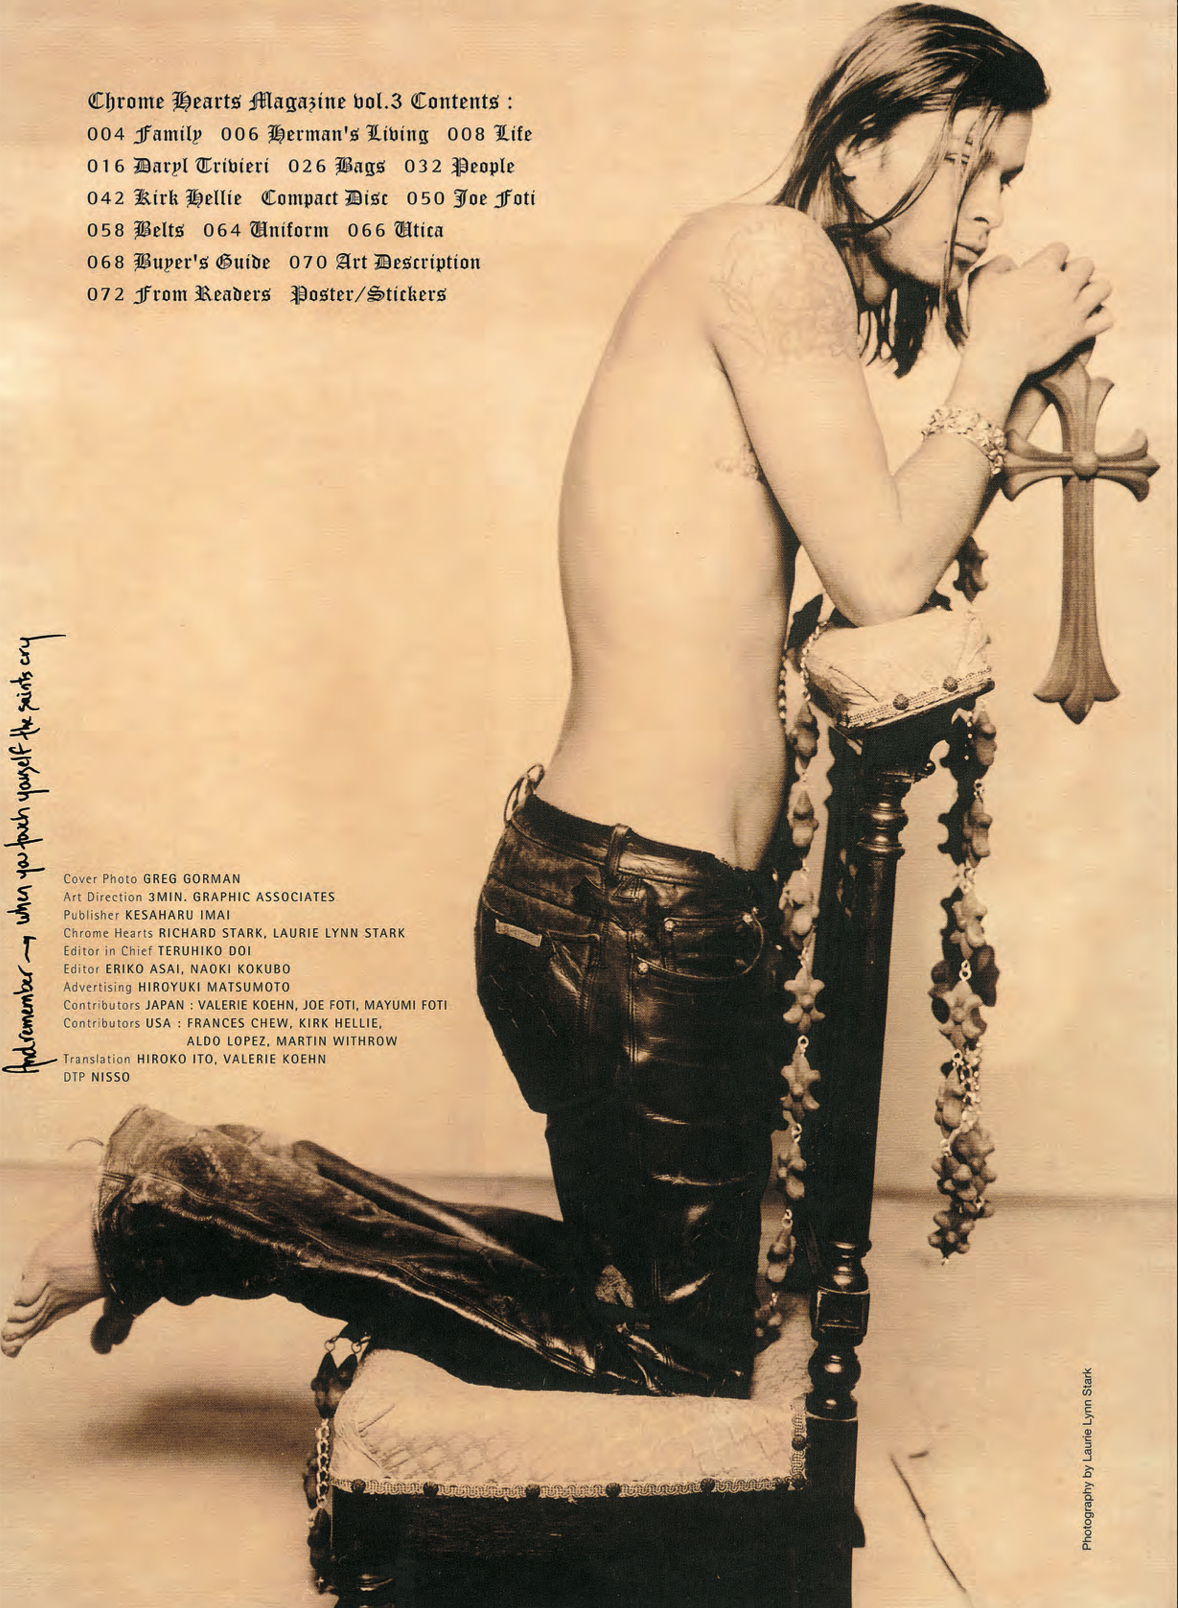 Chrome Hearts Magazine vol.3 Contents :
004 Family 006 Herman's Living 008 Life
016 Daryl Trivieri 026 Bags 032 People
042 Kirk Hellie Compact Disc 050 Joe Foti
058 Belts 064 Uniform 066 Utica
068 Buyer's Guide 070 Art Description
072 From Readers Poster/Stickers
And remember → when you touch yourself the saints cry
Cover Photo GREG GORMAN
Art Direction 3MIN. GRAPHIC ASSOCIATES
Publisher KESAHARU IMAI
Chrome Hearts RICHARD STARK, LAURIE LYNN STARK
Editor in Chief TERUHIKO DOI
Editor ERIKO ASAI, NAOKI KOKUBO
Advertising HIROYUKI MATSUMOTO
Contributors JAPAN : VALERIE KOEHN, JOE FOTI, MAYUMI FOTI
Contributors USA : FRANCES CHEW, KIRK HELLIE,
ALDO LOPEZ, MARTIN WITHROW
Translation HIROKO ITO, VALERIE KOEHN
DTP NISSO
Photography by Laurie Lynn Stark